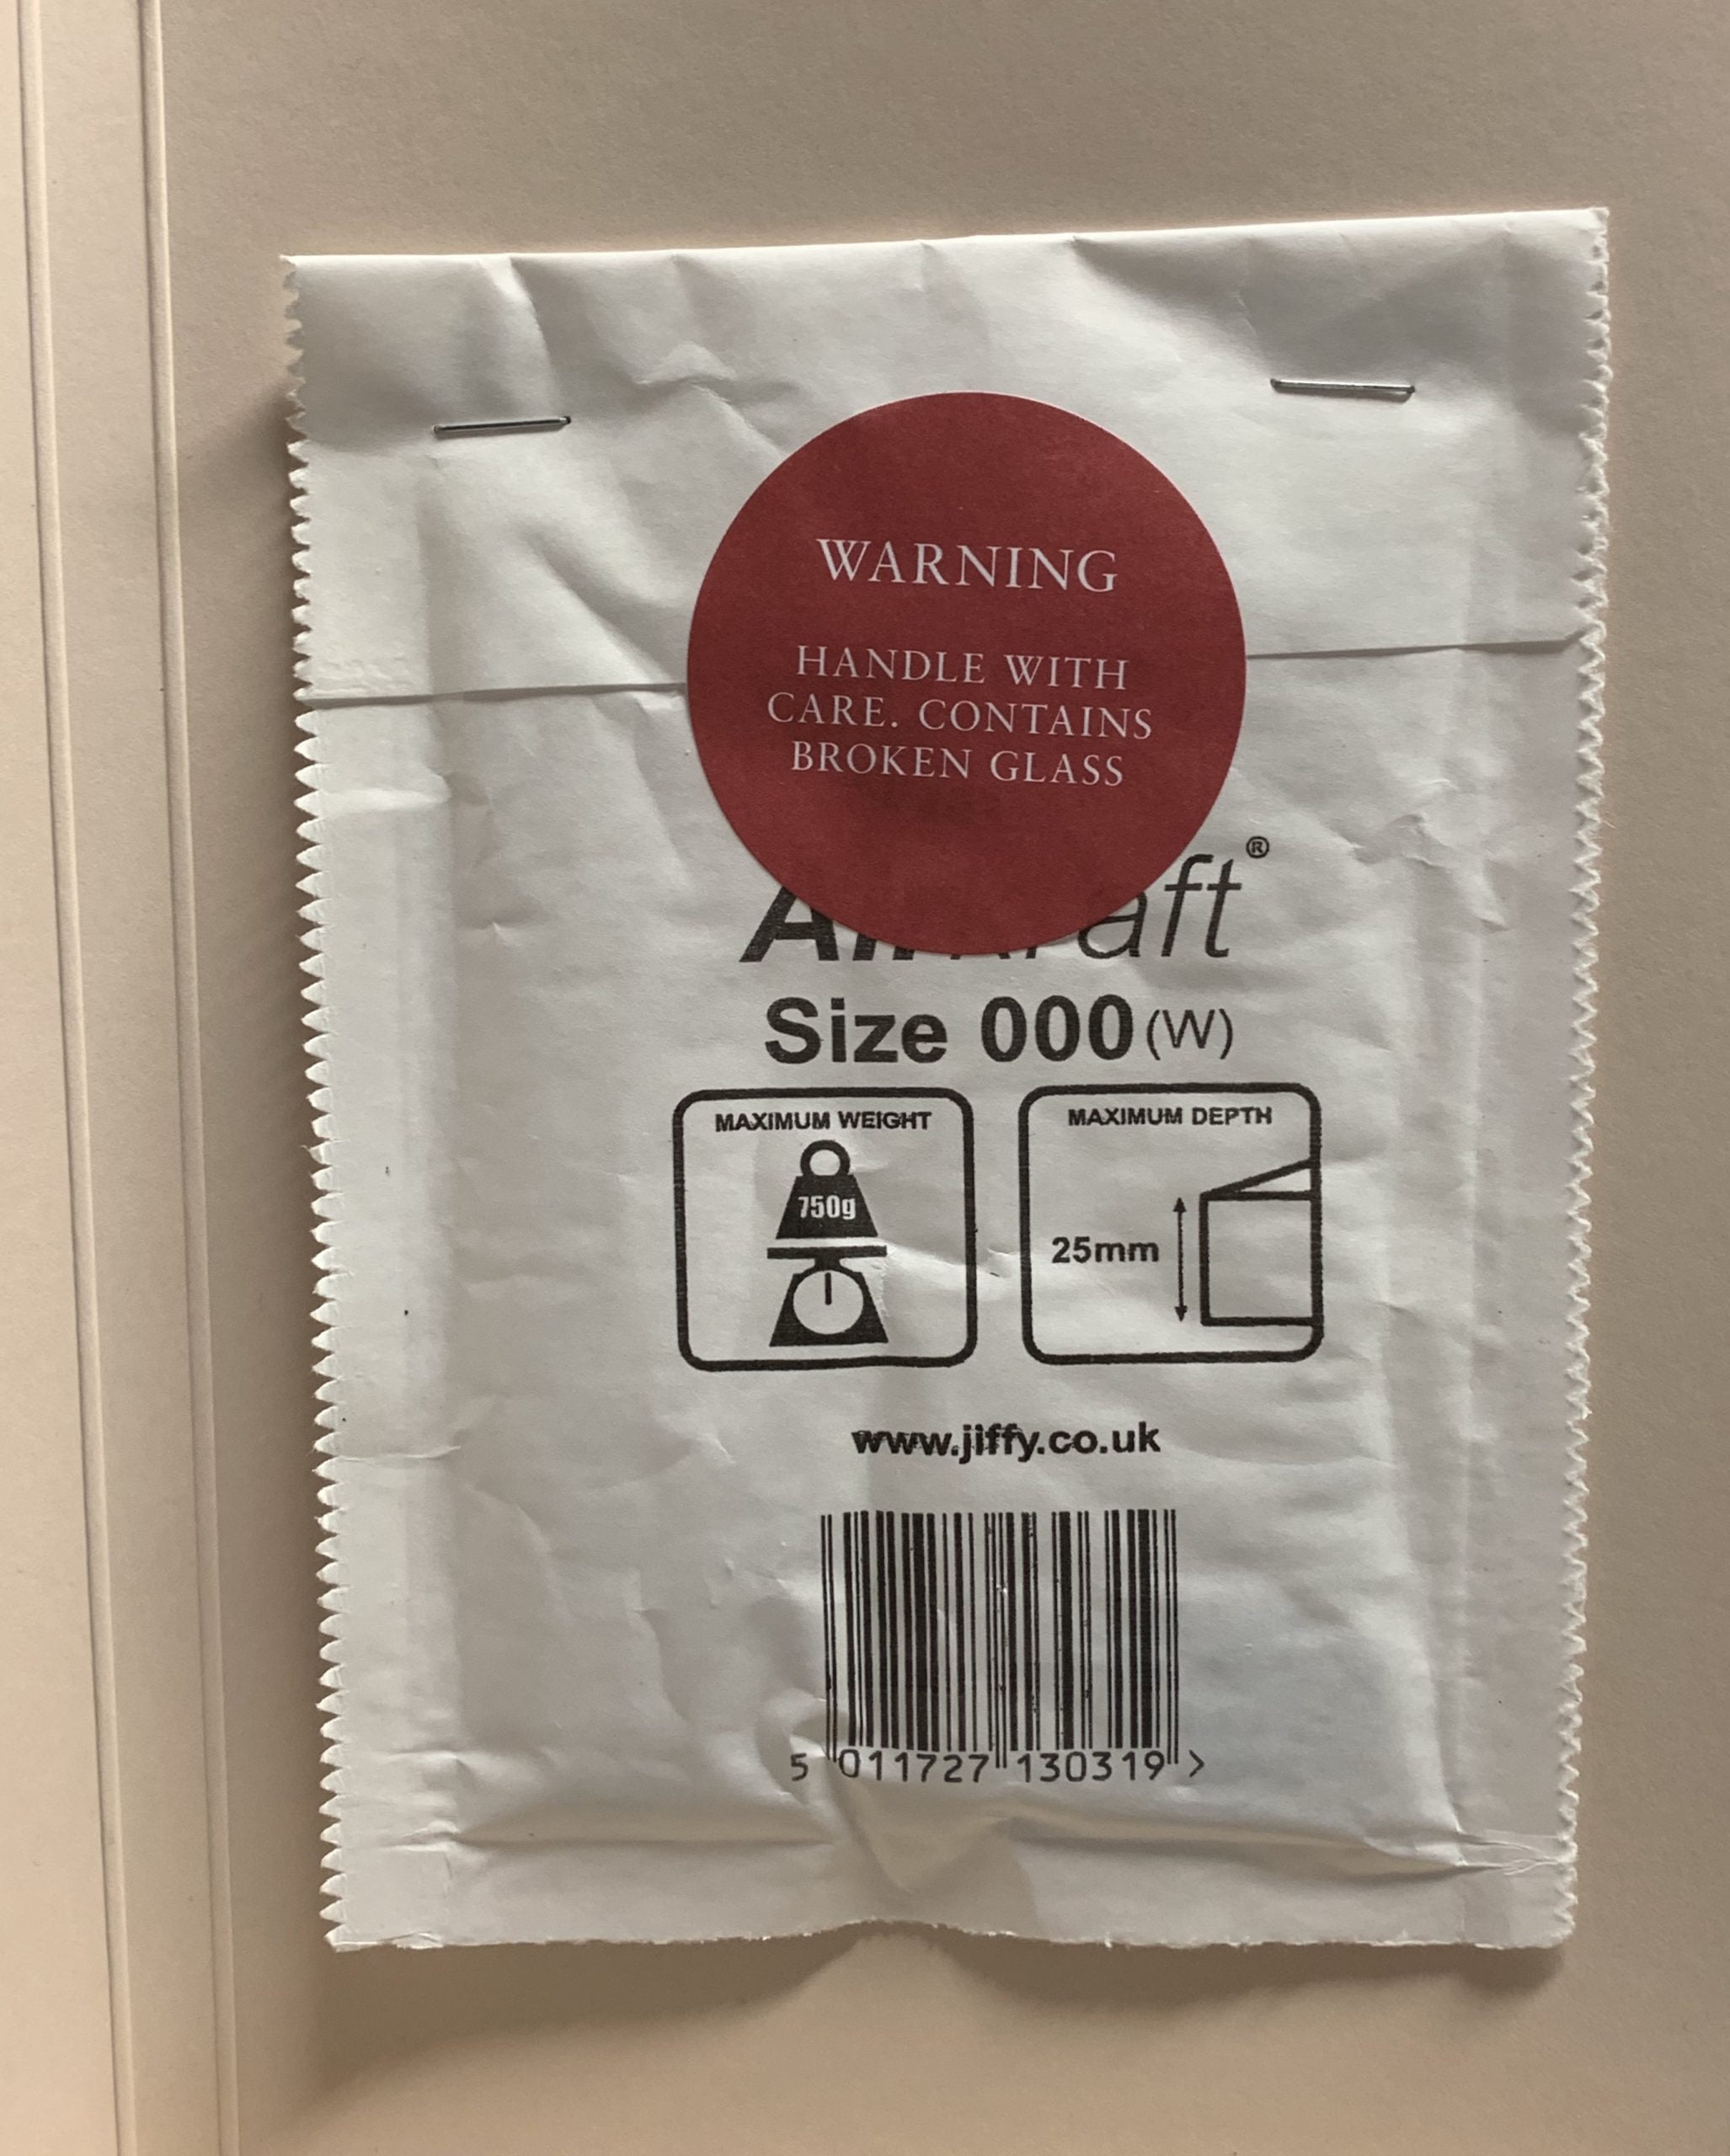 WARNING
HANDLE WITH
CARE. CONTAINS
BROKEN GLASS
®
Size 000 (W)
MAXIMUM WEIGHT
750g
MAXIMUM DEPTH
25mm
www.jiffy.co.uk
5 011727 130319 >